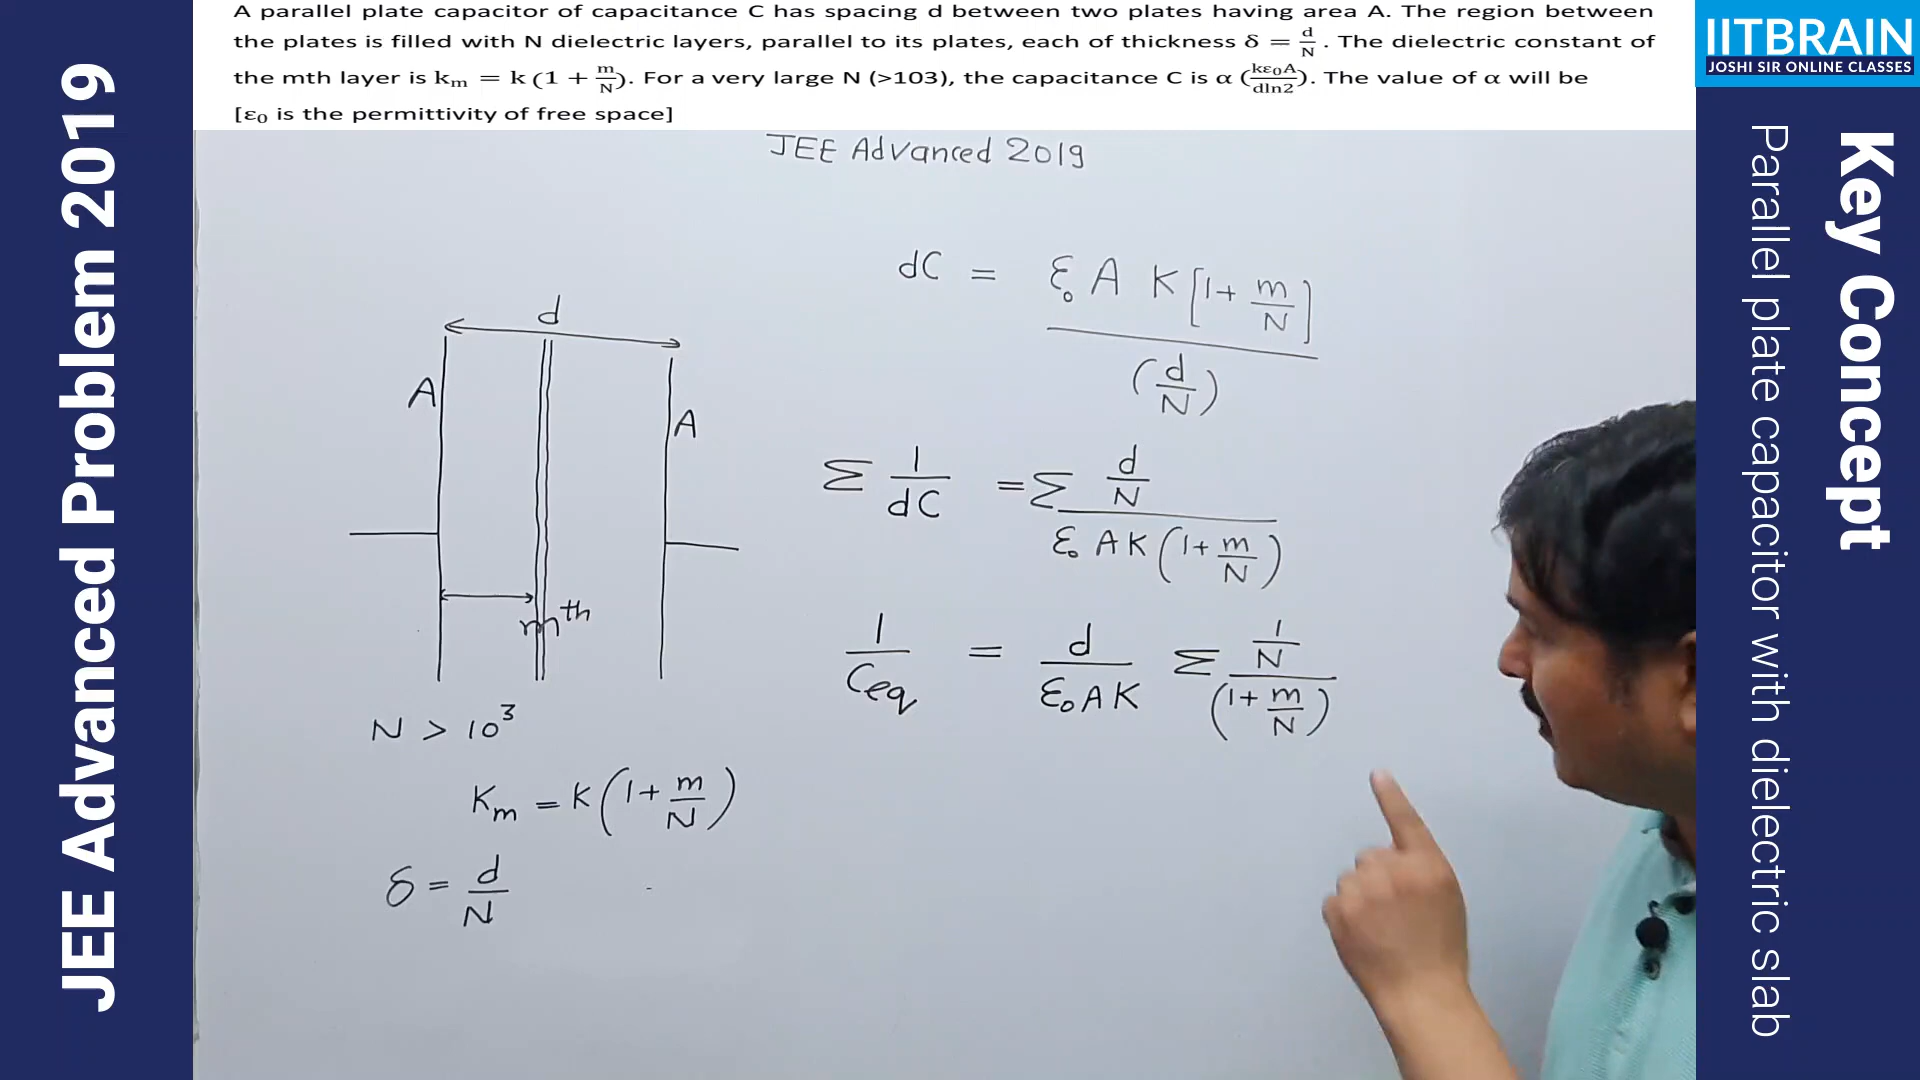 A parallel plate capacitor of capacitance C has spacing d between two plates having area A. The region between
the plates is filled with N dielectric layers, parallel to its plates, each of thickness δ = d/N . The dielectric constant of
the mth layer is kₘ = k (1 + m/N). For a very large N (>103), the capacitance C is α (kε₀A/dln2). The value of α will be
[ε₀ is the permittivity of free space]
IITBRAIN
JOSHI SIR ONLINE CLASSES
JEE Advanced Problem 2019
Key Concept
Parallel plate capacitor with dielectric slab
JEE Advanced 2019
d
A
A
mᵗʰ
N > 10³
Kₘ = K(1+ m/N)
δ = d/N
dC = ε₀ A K[1+ m/N] / (d/N)
Σ 1/dC = Σ d/N / ε₀ A K (1+ m/N)
1/Ceq = d/ε₀AK Σ 1/N / (1+ m/N)